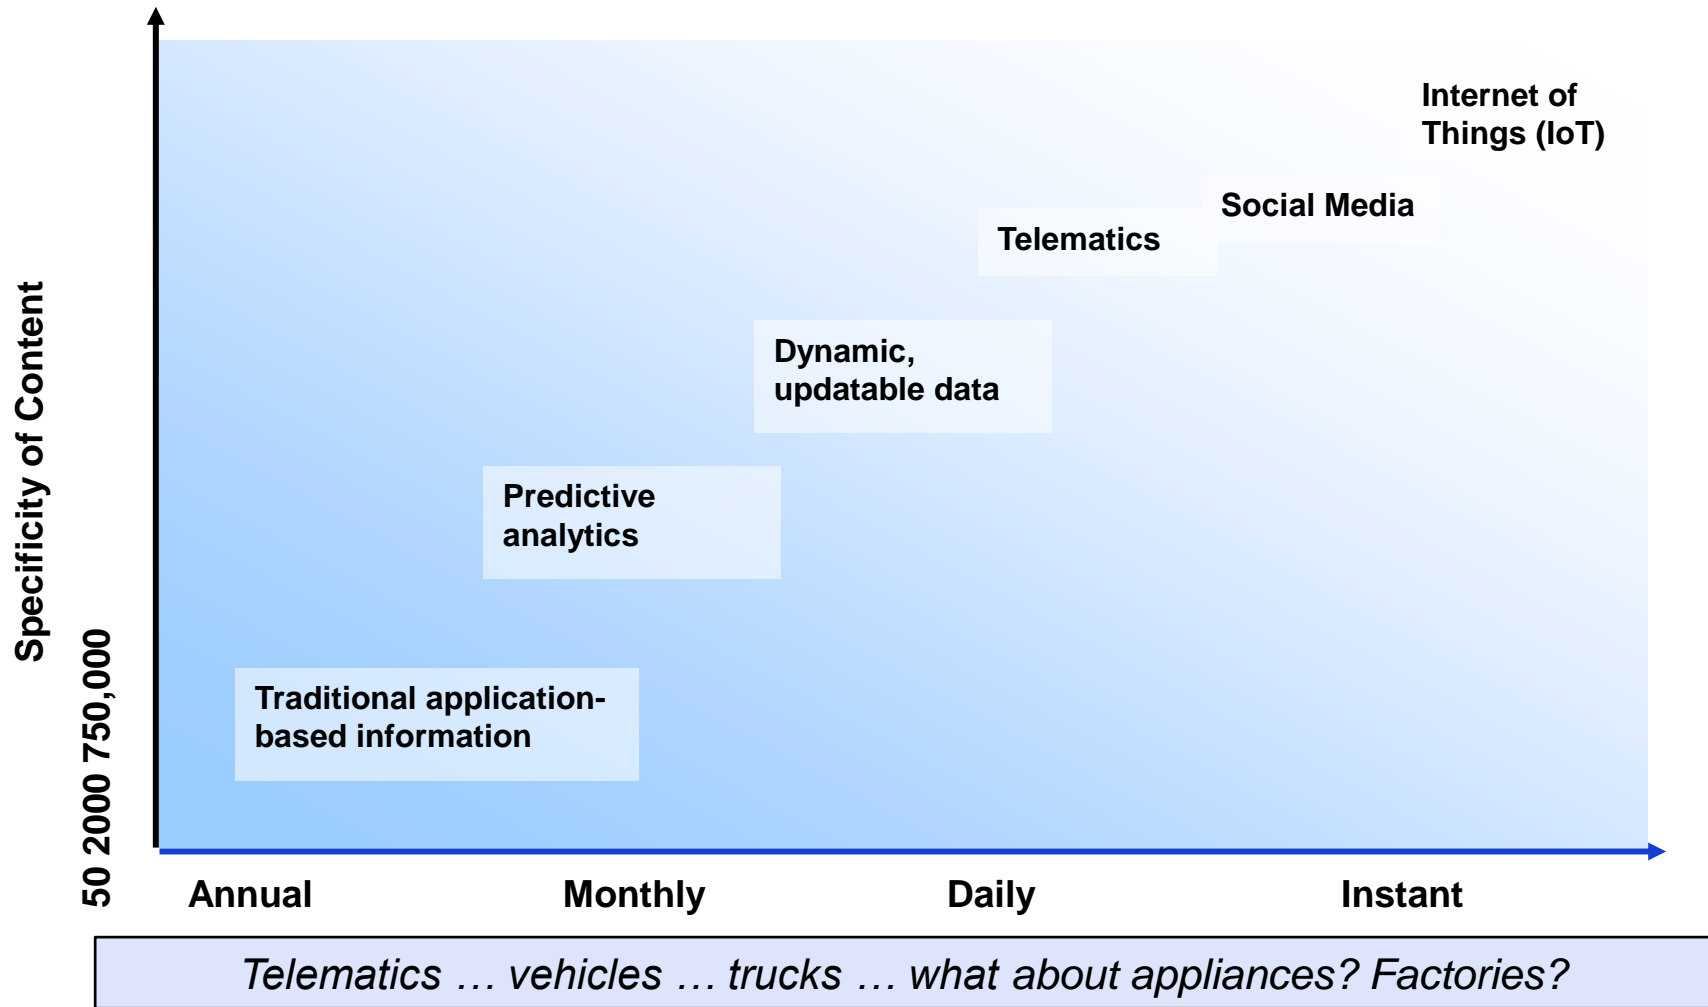 Internet of
Things (IoT)
Social Media
Telematics
Dynamic,
updatable data
Predictive
analytics
Traditional application-
based information
Specificity of Content
50 2000 750,000
Annual
Monthly
Daily
Instant
Telematics … vehicles … trucks … what about appliances? Factories?